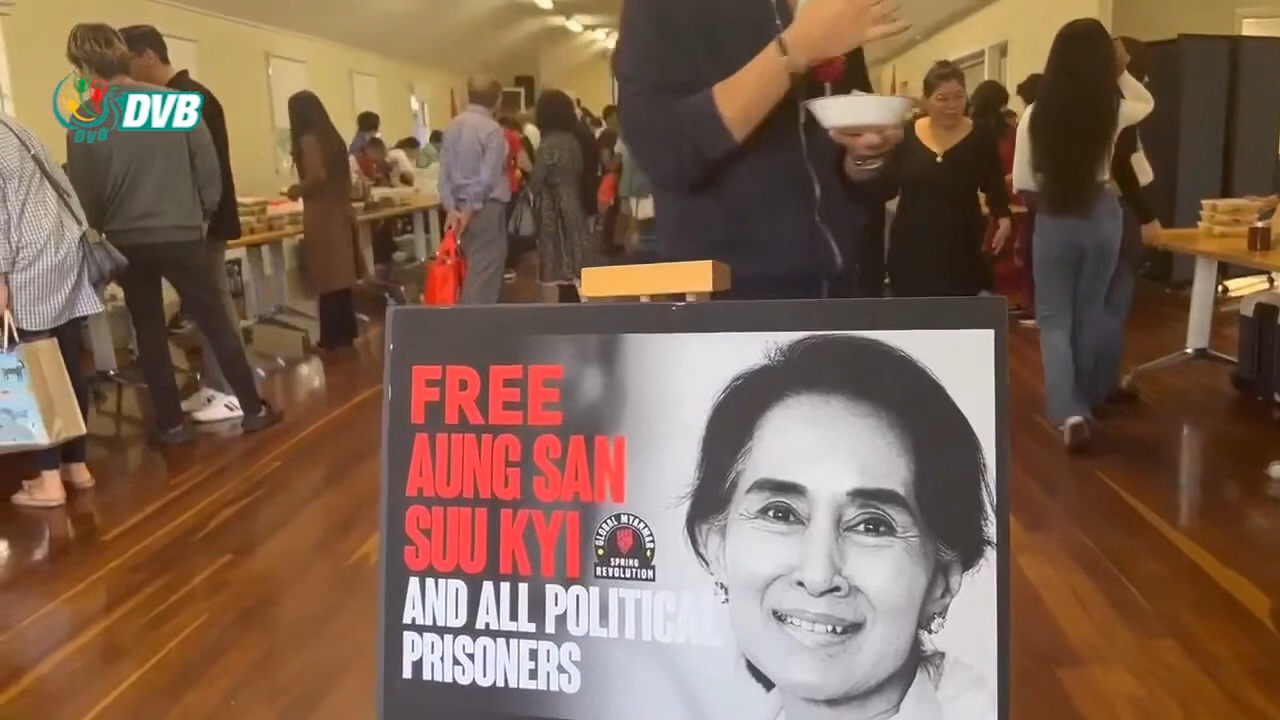 DVB
DVB
FREE
AUNG SAN
SUU KYI
GLOBAL MYANMAR
SPRING
REVOLUTION
AND ALL POLITICAL
PRISONERS